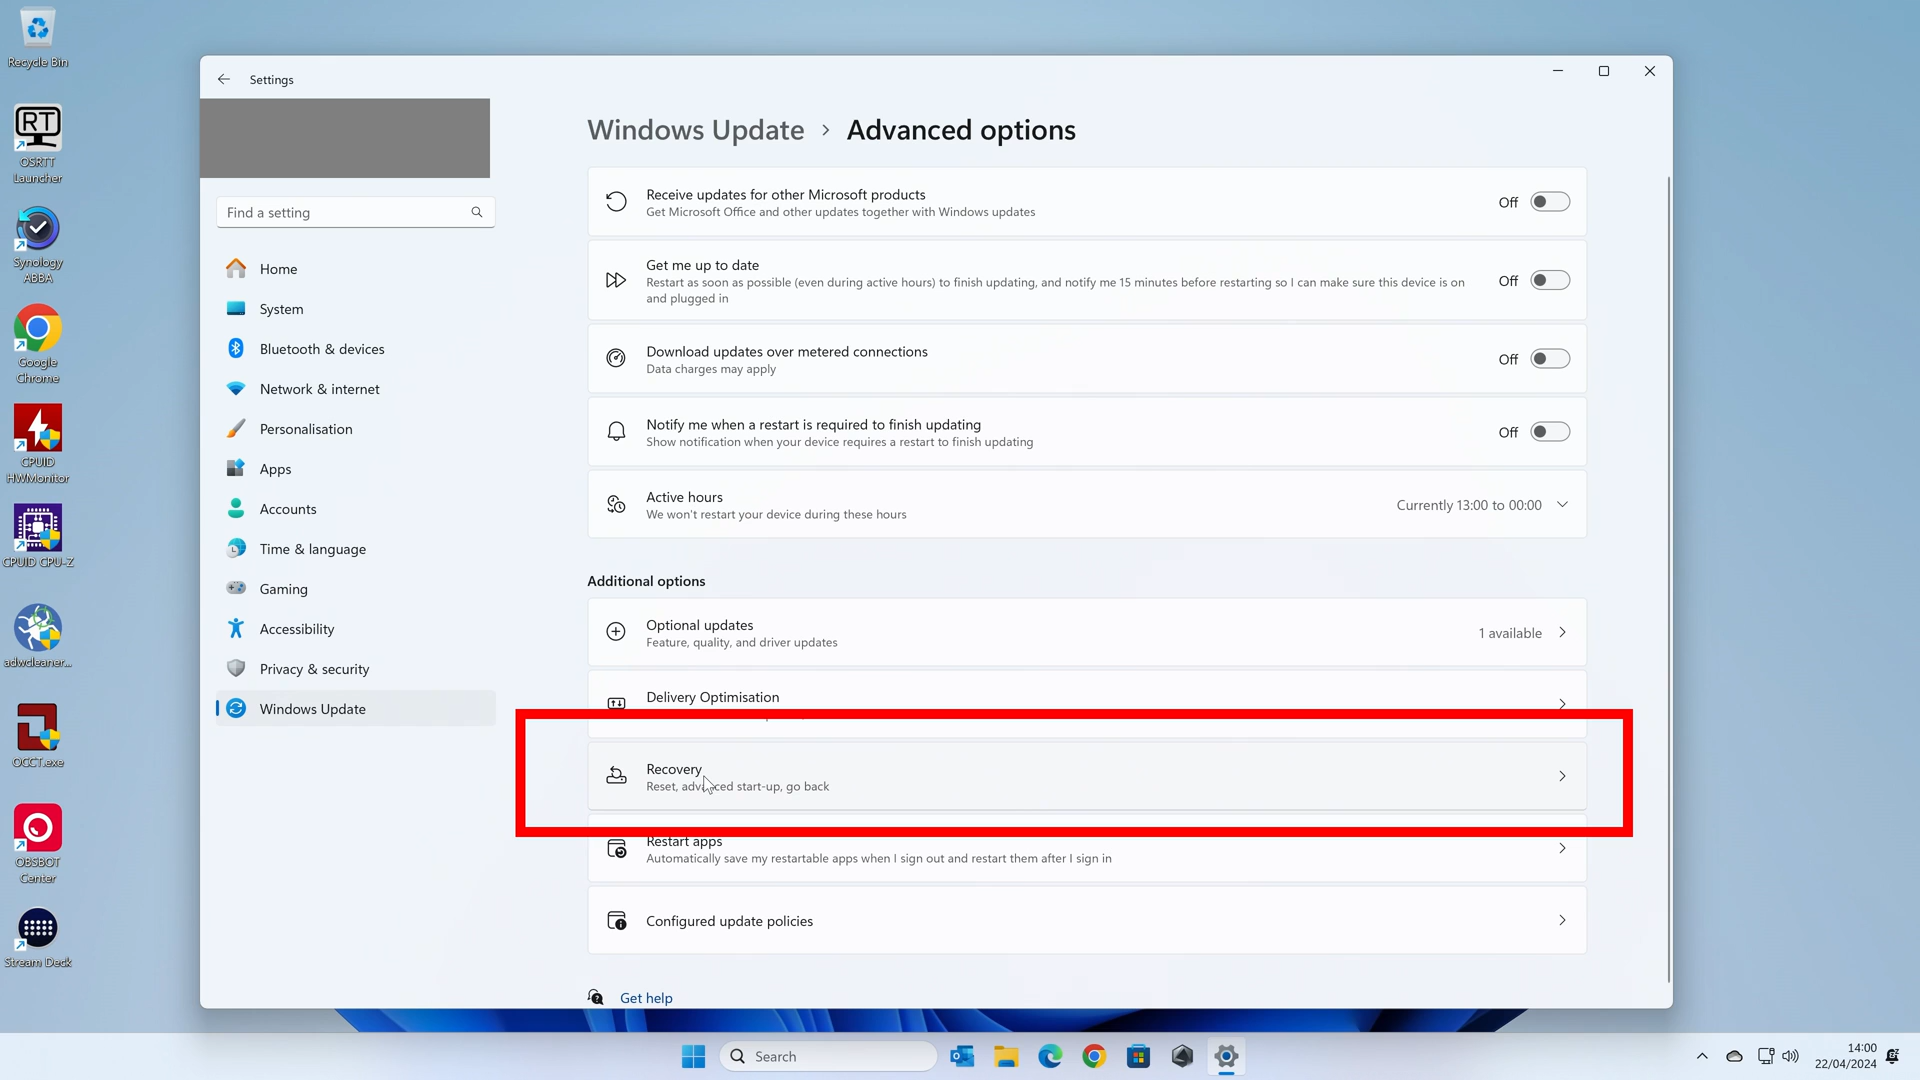 Recycle Bin
OSRTT
Launcher
Synology
ABBA
Google
Chrome
CPUID
HWMonitor
CPUID CPU-Z
adwcleaner...
OCCT.exe
OBSBOT
Center
Stream Deck
Settings
Find a setting
Home
System
Bluetooth & devices
Network & internet
Personalisation
Apps
Accounts
Time & language
Gaming
Accessibility
Privacy & security
Windows Update
Windows Update > Advanced options
Receive updates for other Microsoft products
Get Microsoft Office and other updates together with Windows updates
Off
Get me up to date
Restart as soon as possible (even during active hours) to finish updating, and notify me 15 minutes before restarting so I can make sure this device is on
and plugged in
Off
Download updates over metered connections
Data charges may apply
Off
Notify me when a restart is required to finish updating
Show notification when your device requires a restart to finish updating
Off
Active hours
We won't restart your device during these hours
Currently 13:00 to 00:00
Additional options
Optional updates
Feature, quality, and driver updates
1 available
Delivery Optimisation
Recovery
Reset, advanced start-up, go back
Restart apps
Automatically save my restartable apps when I sign out and restart them after I sign in
Configured update policies
Get help
Search
14:00
22/04/2024